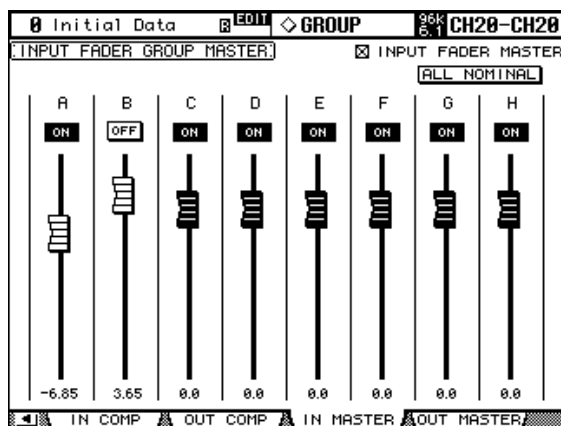 0 Initial Data R EDIT ◇GROUP 96k 6.1 CH20-CH20
INPUT FADER GROUP MASTER
☒ INPUT FADER MASTER
ALL NOMINAL
A B C D E F G H
ON OFF ON ON ON ON ON ON
-6.85 3.65 0.0 0.0 0.0 0.0 0.0 0.0
IN COMP OUT COMP IN MASTER OUT MASTER